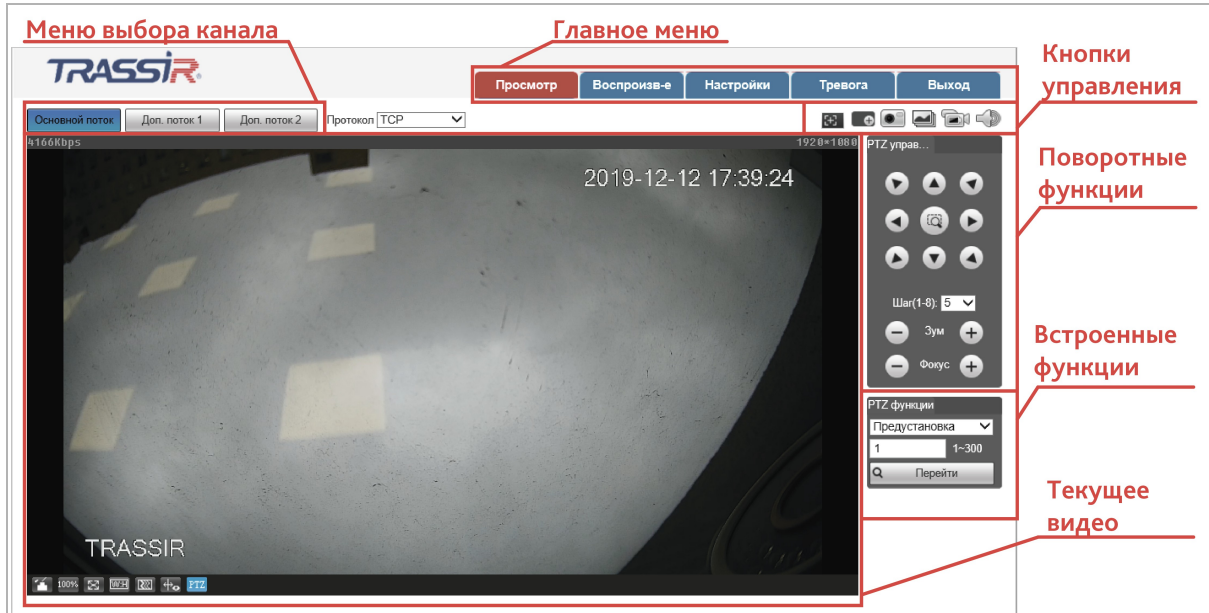 Меню выбора канала
Главное меню
Кнопки
управления
TRASSIR
Просмотр Воспроизв-е Настройки Тревога Выход
Основной поток Доп. поток 1 Доп. поток 2 Протокол TCP
4166Kbps 1920*1080
PTZ управ...
2019-12-12 17:39:24
Поворотные
функции
Шаг(1-8): 5
Зум
Фокус
Встроенные
функции
PTZ функции
Предустановка
1 1~300
Перейти
Текущее
видео
TRASSIR
100% W:H PTZ